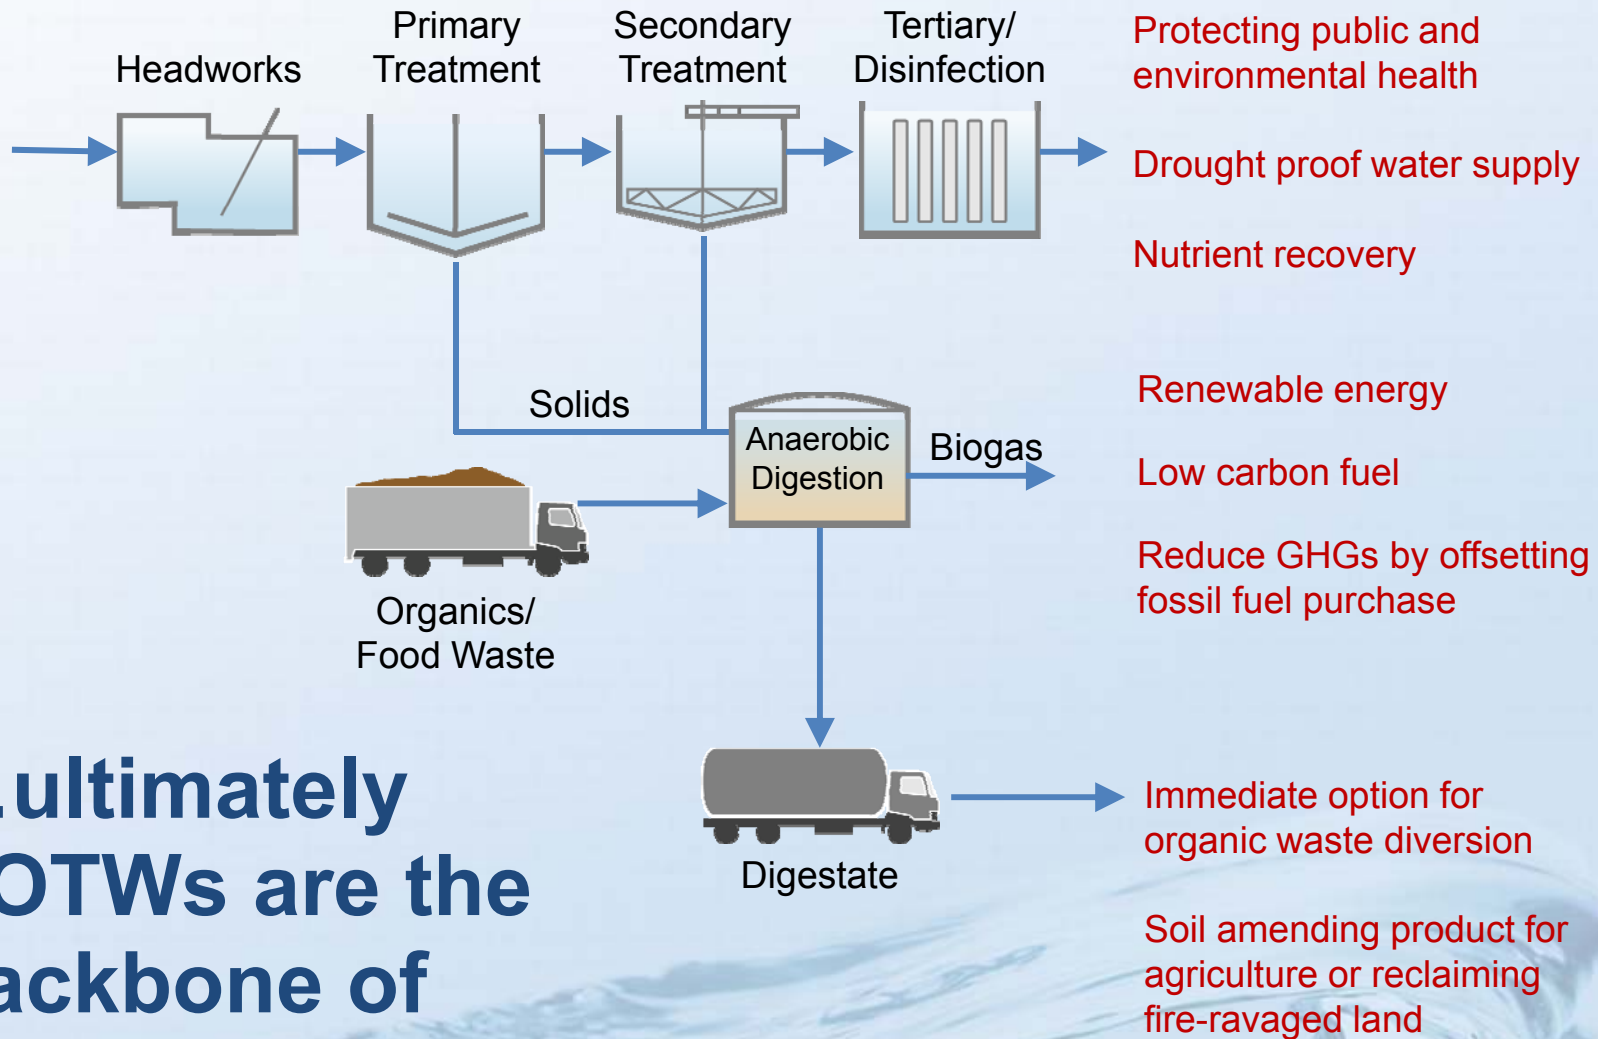 Headworks
Primary
Treatment
Secondary
Treatment
Tertiary/
Disinfection
Protecting public and
environmental health
Drought proof water supply
Nutrient recovery
Solids
Anaerobic
Digestion
Biogas
Renewable energy
Low carbon fuel
Reduce GHGs by offsetting
fossil fuel purchase
Organics/
Food Waste
Digestate
Immediate option for
organic waste diversion
Soil amending product for
agriculture or reclaiming
fire-ravaged land
.ultimately
OTWs are the
ackbone of